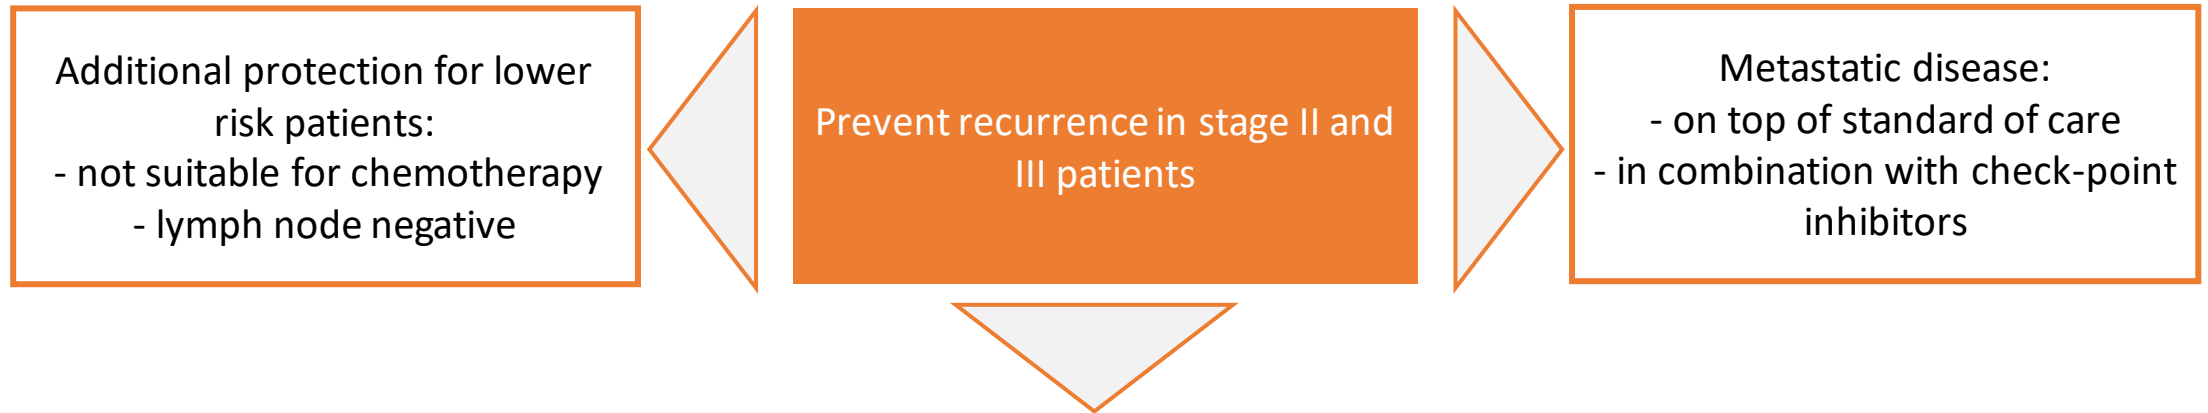 Additional protection for lower
risk patients:
- not suitable for chemotherapy
- lymph node negative
Prevent recurrence in stage II and
III patients
Metastatic disease:
- on top of standard of care
- in combination with check-point
inhibitors